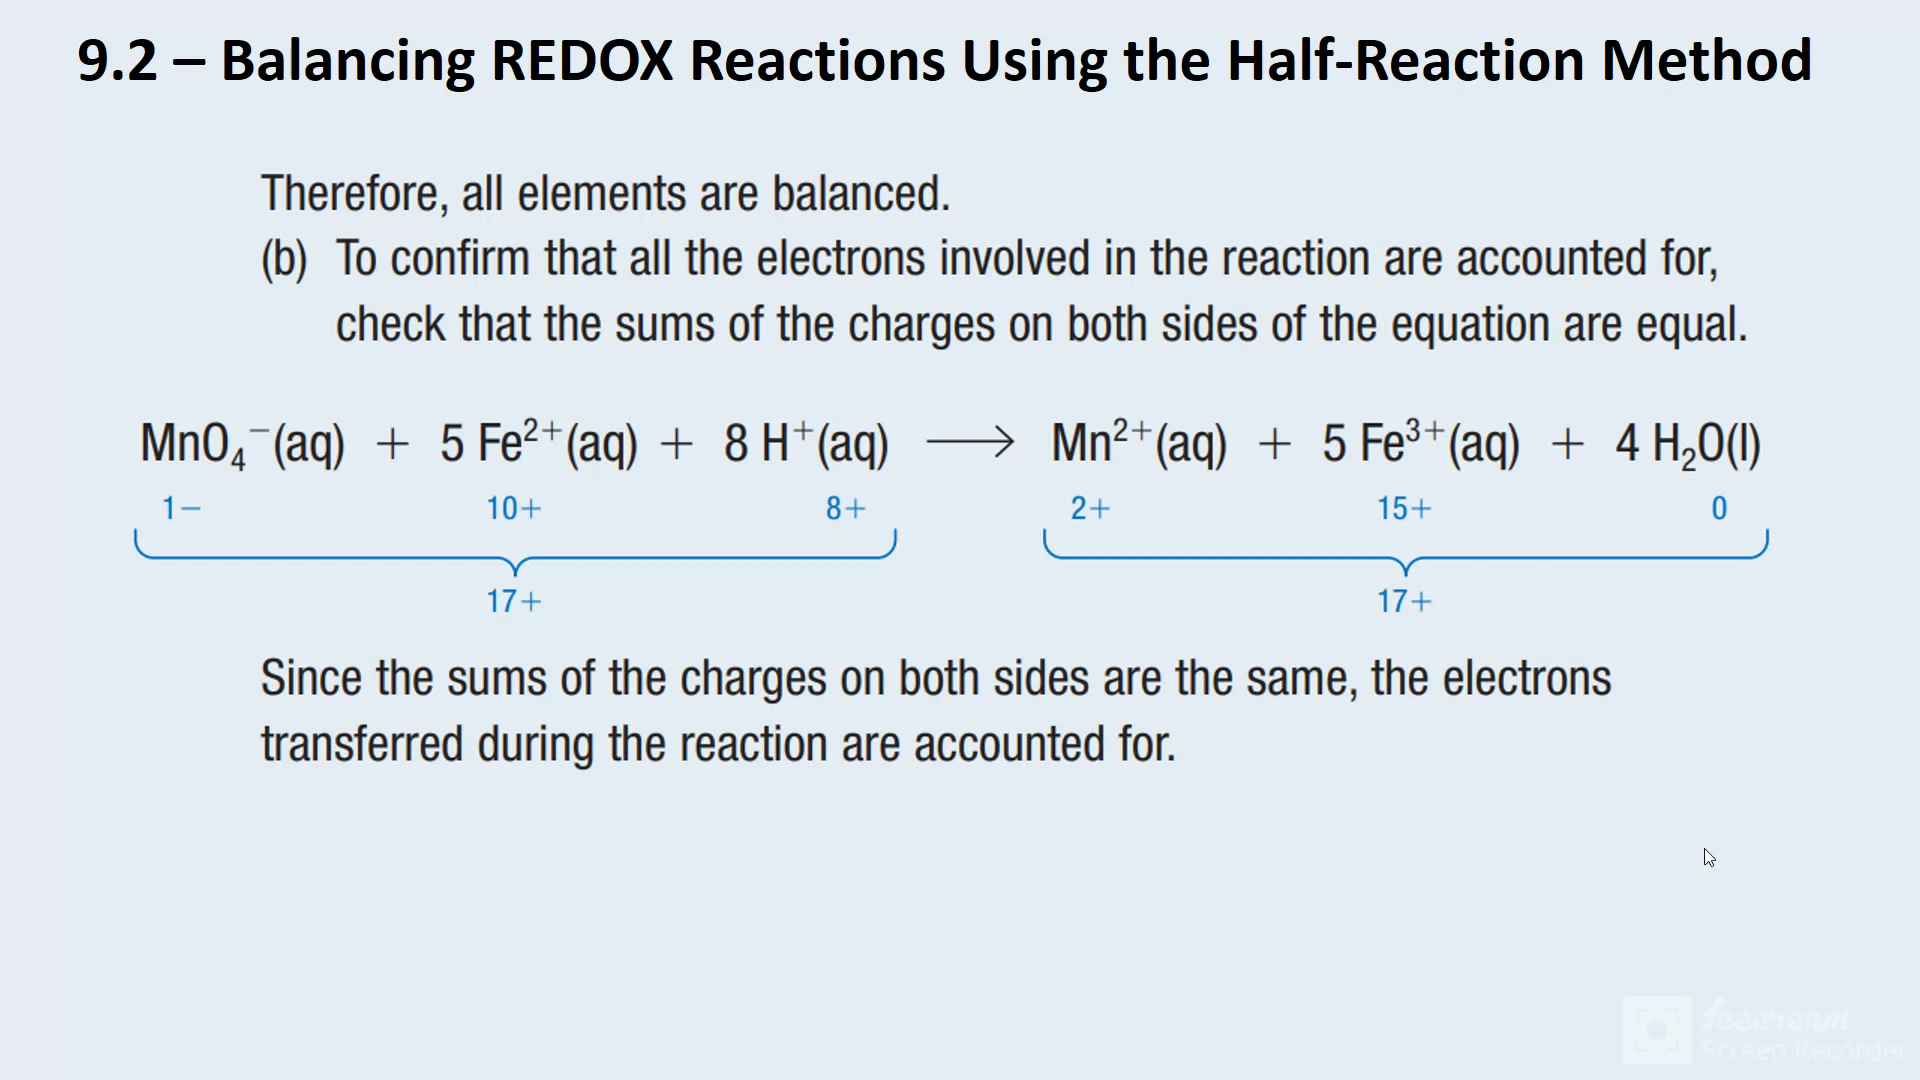 9.2 – Balancing REDOX Reactions Using the Half-Reaction Method
Therefore, all elements are balanced.
(b) To confirm that all the electrons involved in the reaction are accounted for,
check that the sums of the charges on both sides of the equation are equal.
MnO₄⁻(aq) + 5 Fe²⁺(aq) + 8 H⁺(aq) ⟶ Mn²⁺(aq) + 5 Fe³⁺(aq) + 4 H₂O(l)
1− 10+ 8+ 2+ 15+ 0
17+ 17+
Since the sums of the charges on both sides are the same, the electrons
transferred during the reaction are accounted for.
Icecream
Screen Recorder